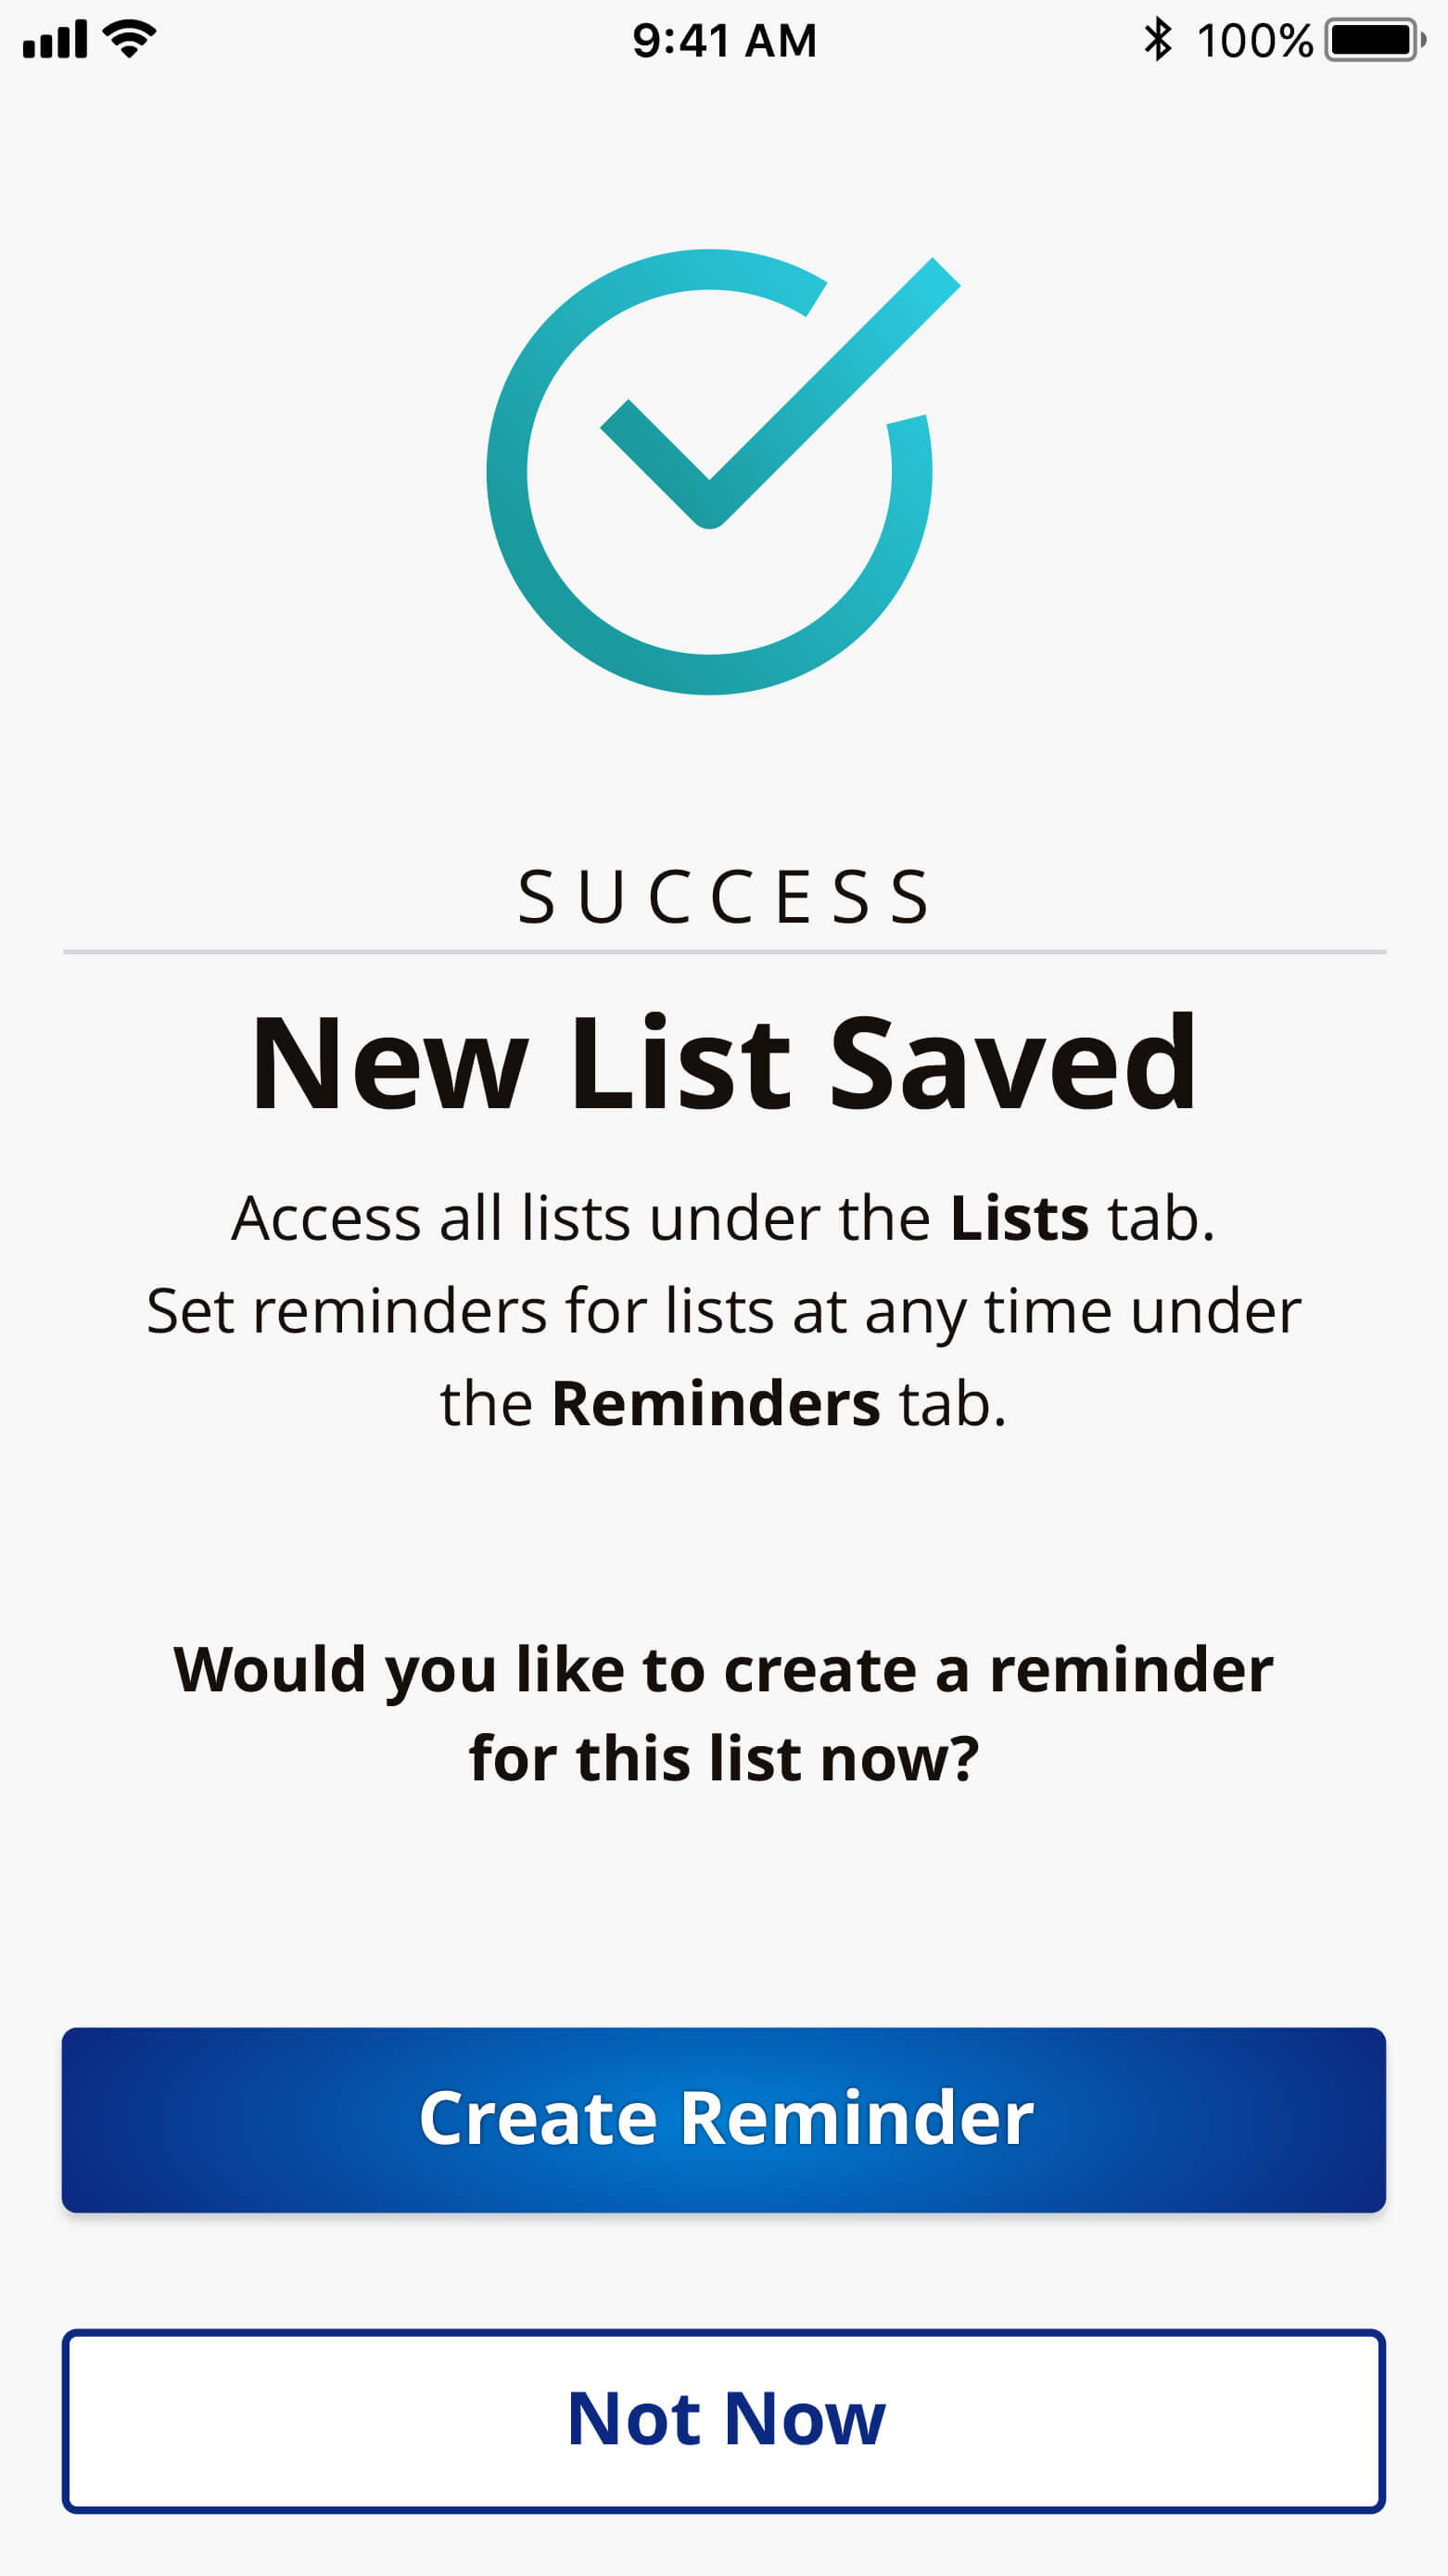 9:41 AM 100%
SUCCESS
New List Saved
Access all lists under the Lists tab.
Set reminders for lists at any time under
the Reminders tab.
Would you like to create a reminder
for this list now?
Create Reminder
Not Now